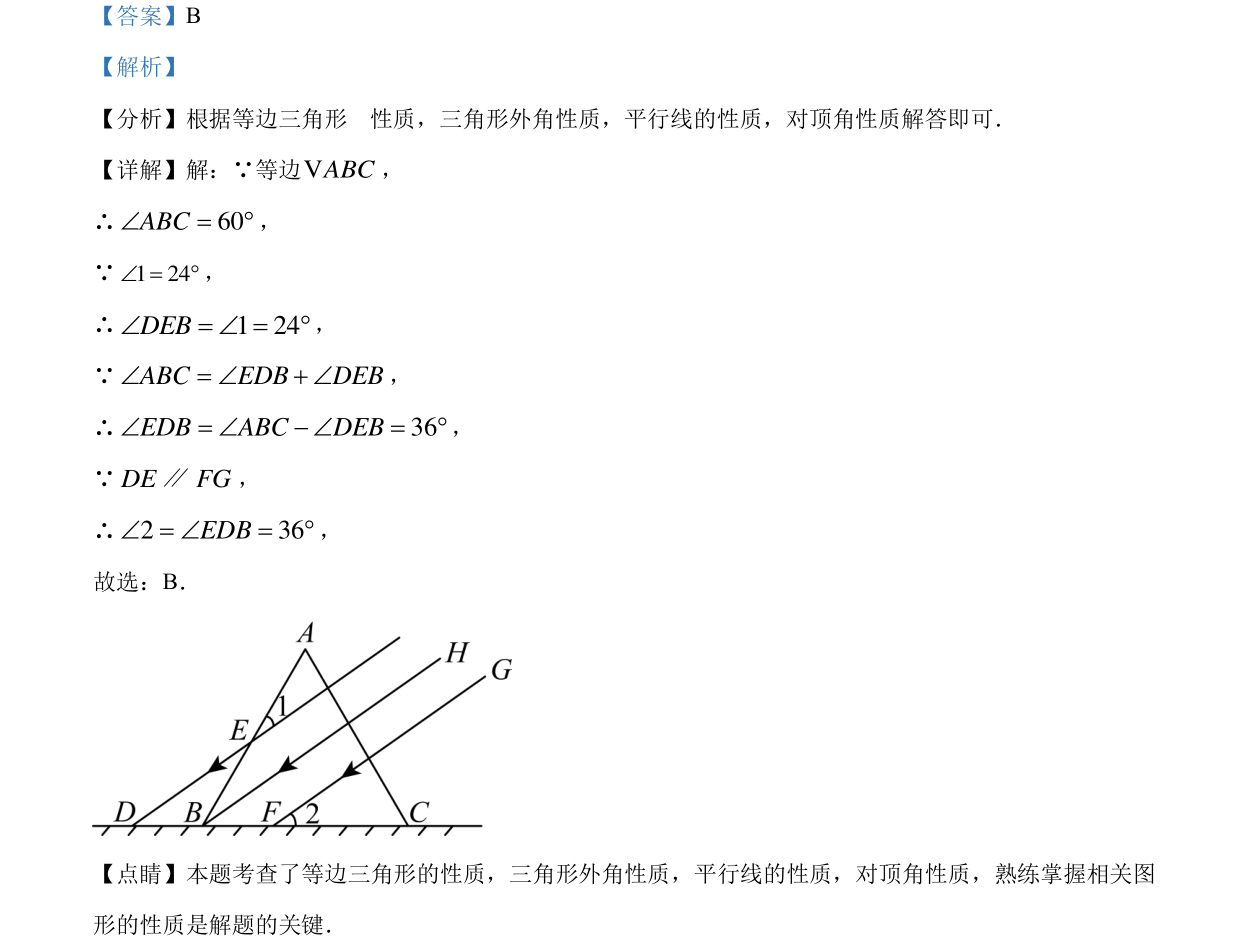 【答案】B
【解析】
【分析】根据等边三角形 性质，三角形外角性质，平行线的性质，对顶角性质解答即可．
【详解】解：∵等边VABC，
∴∠ABC=60°，
∵∠1=24°，
∴∠DEB=∠1=24°，
∵∠ABC=∠EDB+∠DEB，
∴∠EDB=∠ABC−∠DEB=36°，
∵DE∥FG，
∴∠2=∠EDB=36°，
故选：B．
A
H
G
1
E
D B F 2 C
【点睛】本题考查了等边三角形的性质，三角形外角性质，平行线的性质，对顶角性质，熟练掌握相关图
形的性质是解题的关键．